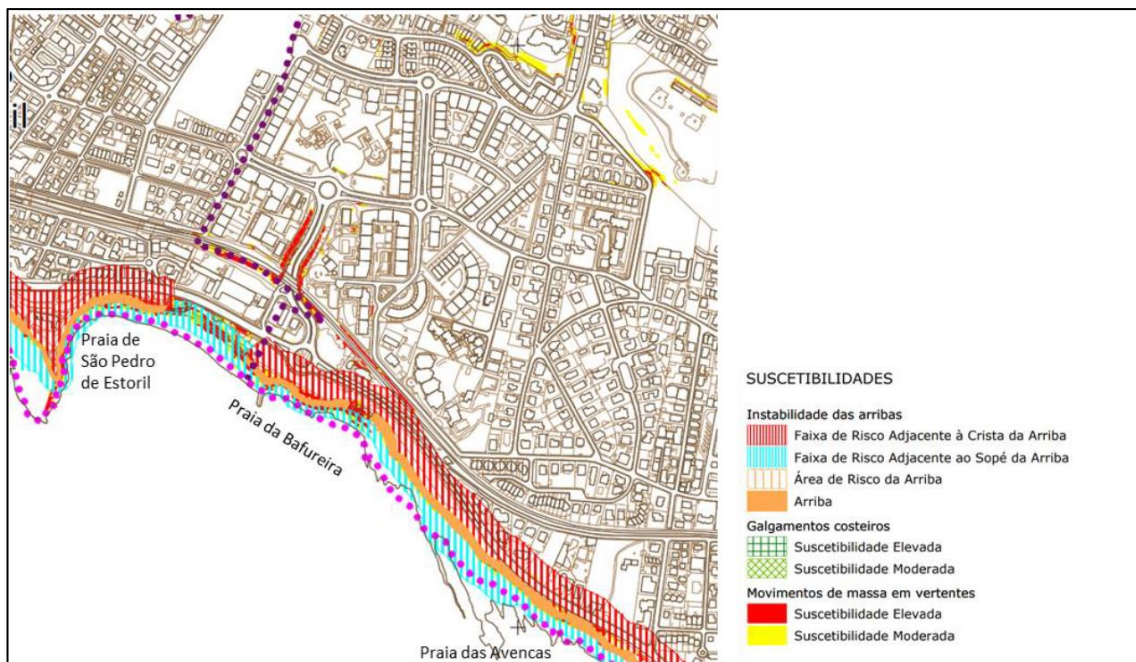 il
Praia de
São Pedro
de Estoril
Praia da Bafureira
Praia das Avencas
SUSCETIBILIDADES
Instabilidade das arribas
Faixa de Risco Adjacente à Crista da Arriba
Faixa de Risco Adjacente ao Sopé da Arriba
Área de Risco da Arriba
Arriba
Galgamentos costeiros
Suscetibilidade Elevada
Suscetibilidade Moderada
Movimentos de massa em vertentes
Suscetibilidade Elevada
Suscetibilidade Moderada